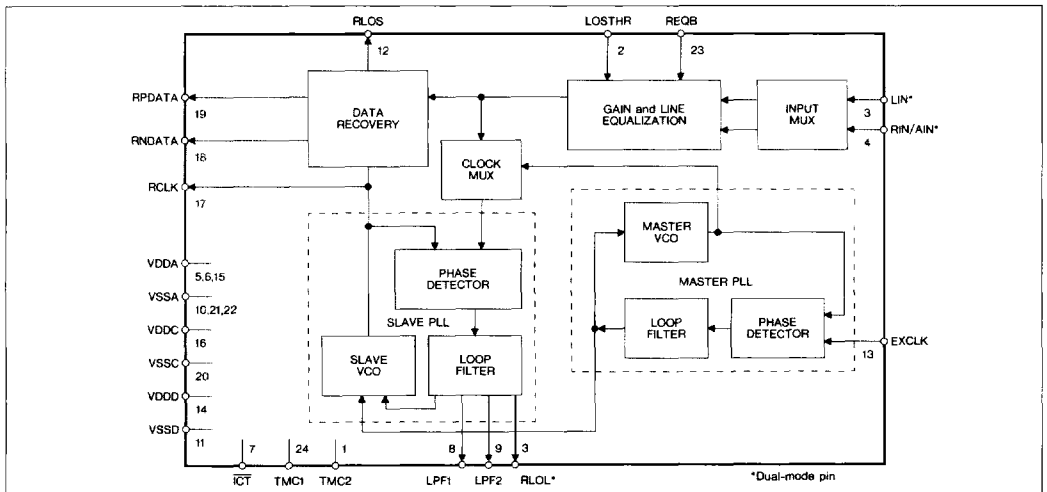 RLOS
LOSTHR
REQB
12
2
23
RPDATA
19
DATA
RECOVERY
GAIN and LINE
EQUALIZATION
INPUT
MUX
LIN*
3
RIN/AIN*
4
RNDATA
18
CLOCK
MUX
RCLK
17
MASTER
VCO
VDDA
5,6,15
PHASE
DETECTOR
MASTER PLL
VSSA
10,21,22
SLAVE PLL
LOOP
FILTER
PHASE
DETECTOR
VDDC
16
SLAVE
VCO
LOOP
FILTER
EXCLK
13
VSSC
20
VDDD
14
VSSD
11
7
24
1
8
9
3
ICT
TMC1
TMC2
LPF1
LPF2
RLOL*
*Dual-mode pin